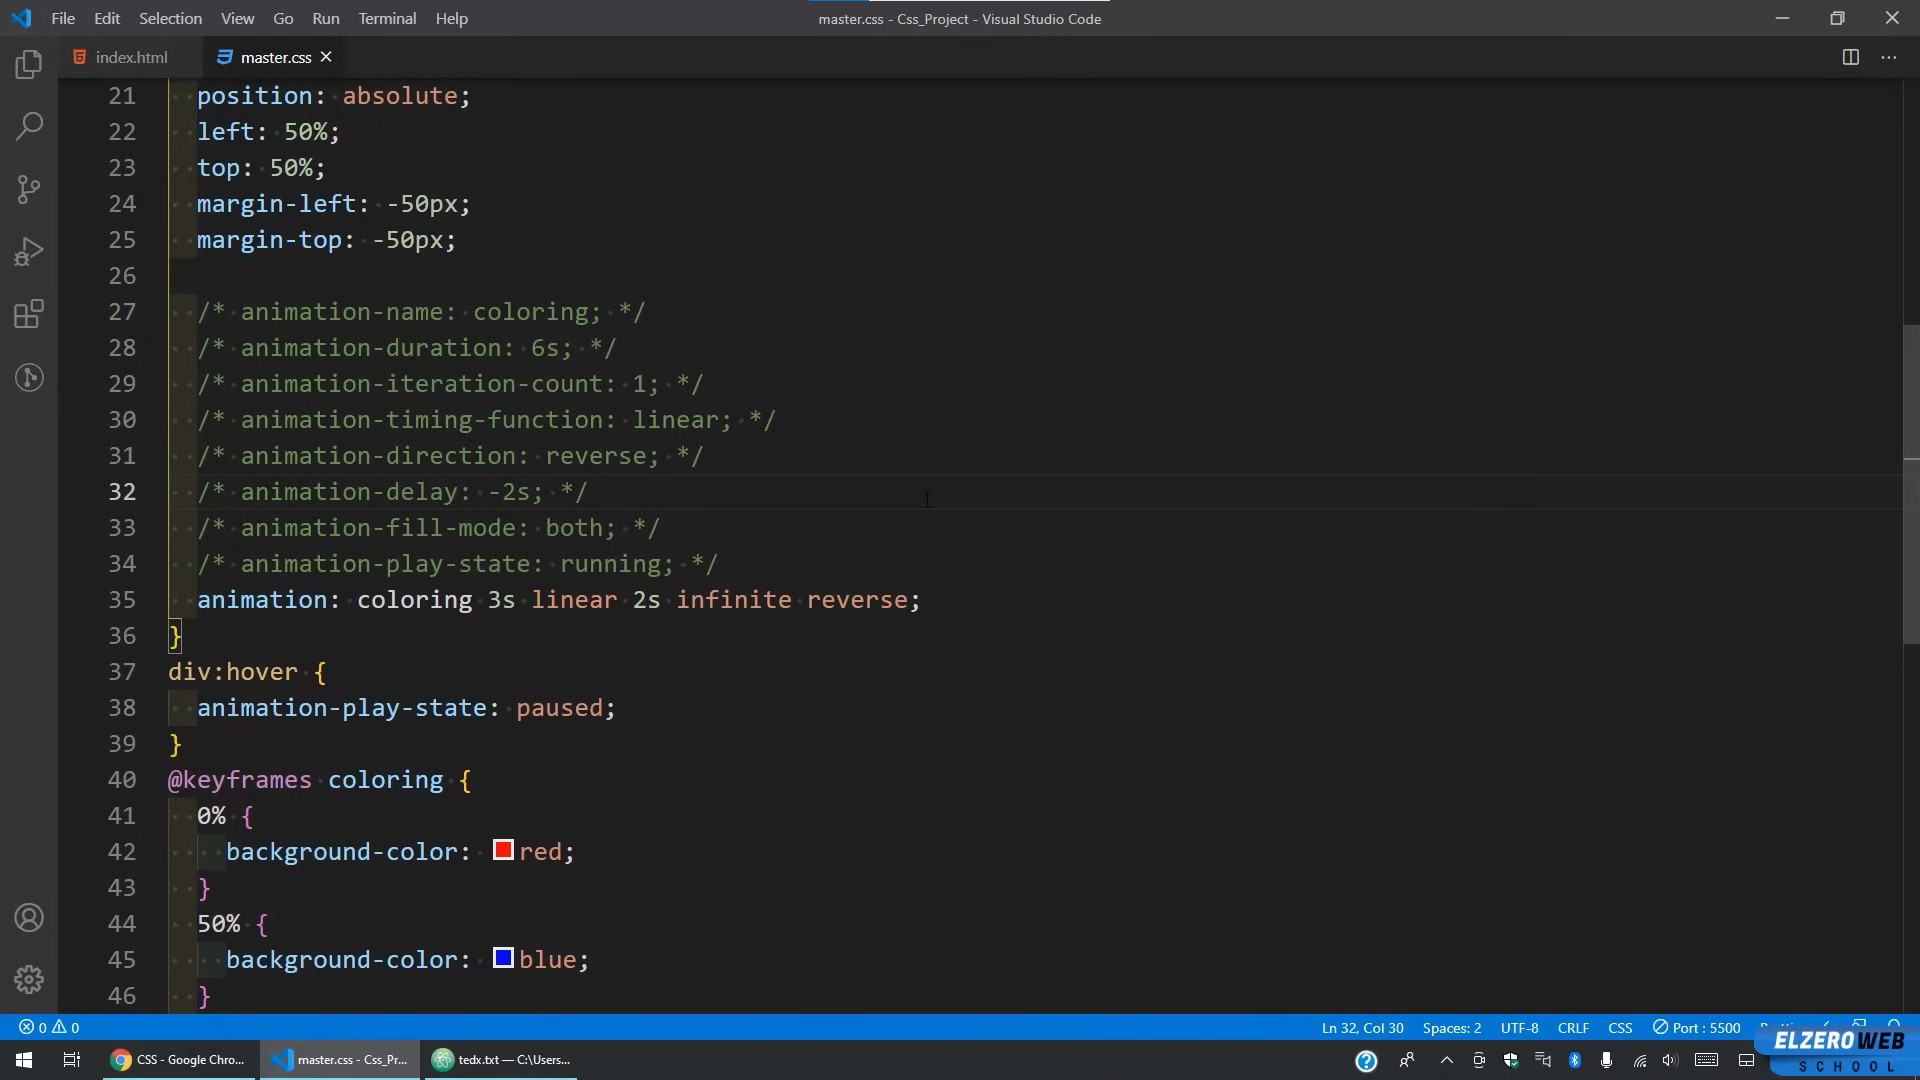 File Edit Selection View Go Run Terminal Help
master.css - Css_Project - Visual Studio Code
index.html
master.css
21 position: absolute;
22 left: 50%;
23 top: 50%;
24 margin-left: -50px;
25 margin-top: -50px;
26
27 /* animation-name: coloring; */
28 /* animation-duration: 6s; */
29 /* animation-iteration-count: 1; */
30 /* animation-timing-function: linear; */
31 /* animation-direction: reverse; */
32 /* animation-delay: -2s; */
33 /* animation-fill-mode: both; */
34 /* animation-play-state: running; */
35 animation: coloring 3s linear 2s infinite reverse;
36 }
37 div:hover {
38 animation-play-state: paused;
39 }
40 @keyframes coloring {
41 0% {
42 background-color: red;
43 }
44 50% {
45 background-color: blue;
46 }
0 0
Ln 32, Col 30 Spaces: 2 UTF-8 CRLF CSS Port : 5500
CSS - Google Chro...
master.css - Css_Pr...
tedx.txt — C:\Users...
ELZEROWEB
SCHOOL